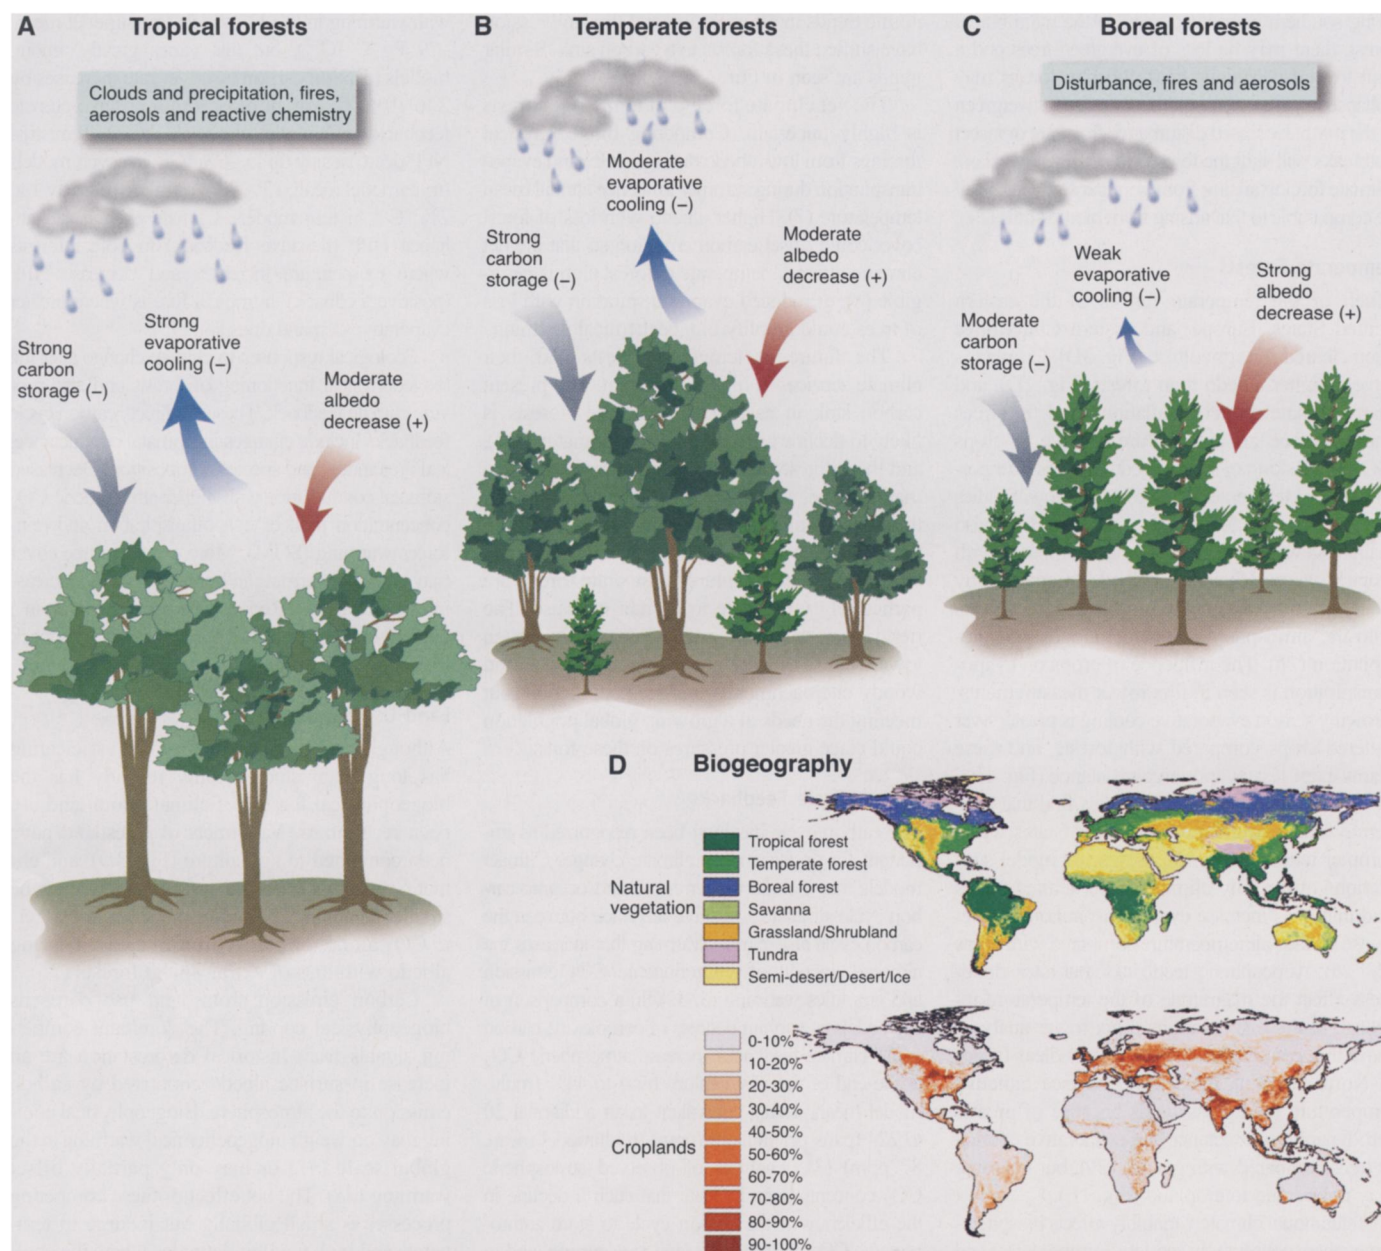 A
Tropical forests
Clouds and precipitation, fires,
aerosols and reactive chemistry
Strong
carbon
storage (–)
Strong
evaporative
cooling (–)
Moderate
albedo
decrease (+)
B
Temperate forests
Strong
carbon
storage (–)
Moderate
evaporative
cooling (–)
Moderate
albedo
decrease (+)
C
Boreal forests
Disturbance, fires and aerosols
Moderate
carbon
storage (–)
Weak
evaporative
cooling (–)
Strong
albedo
decrease (+)
D
Biogeography
Natural
vegetation
Tropical forest
Temperate forest
Boreal forest
Savanna
Grassland/Shrubland
Tundra
Semi-desert/Desert/Ice
Croplands
0-10%
10-20%
20-30%
30-40%
40-50%
50-60%
60-70%
70-80%
80-90%
90-100%